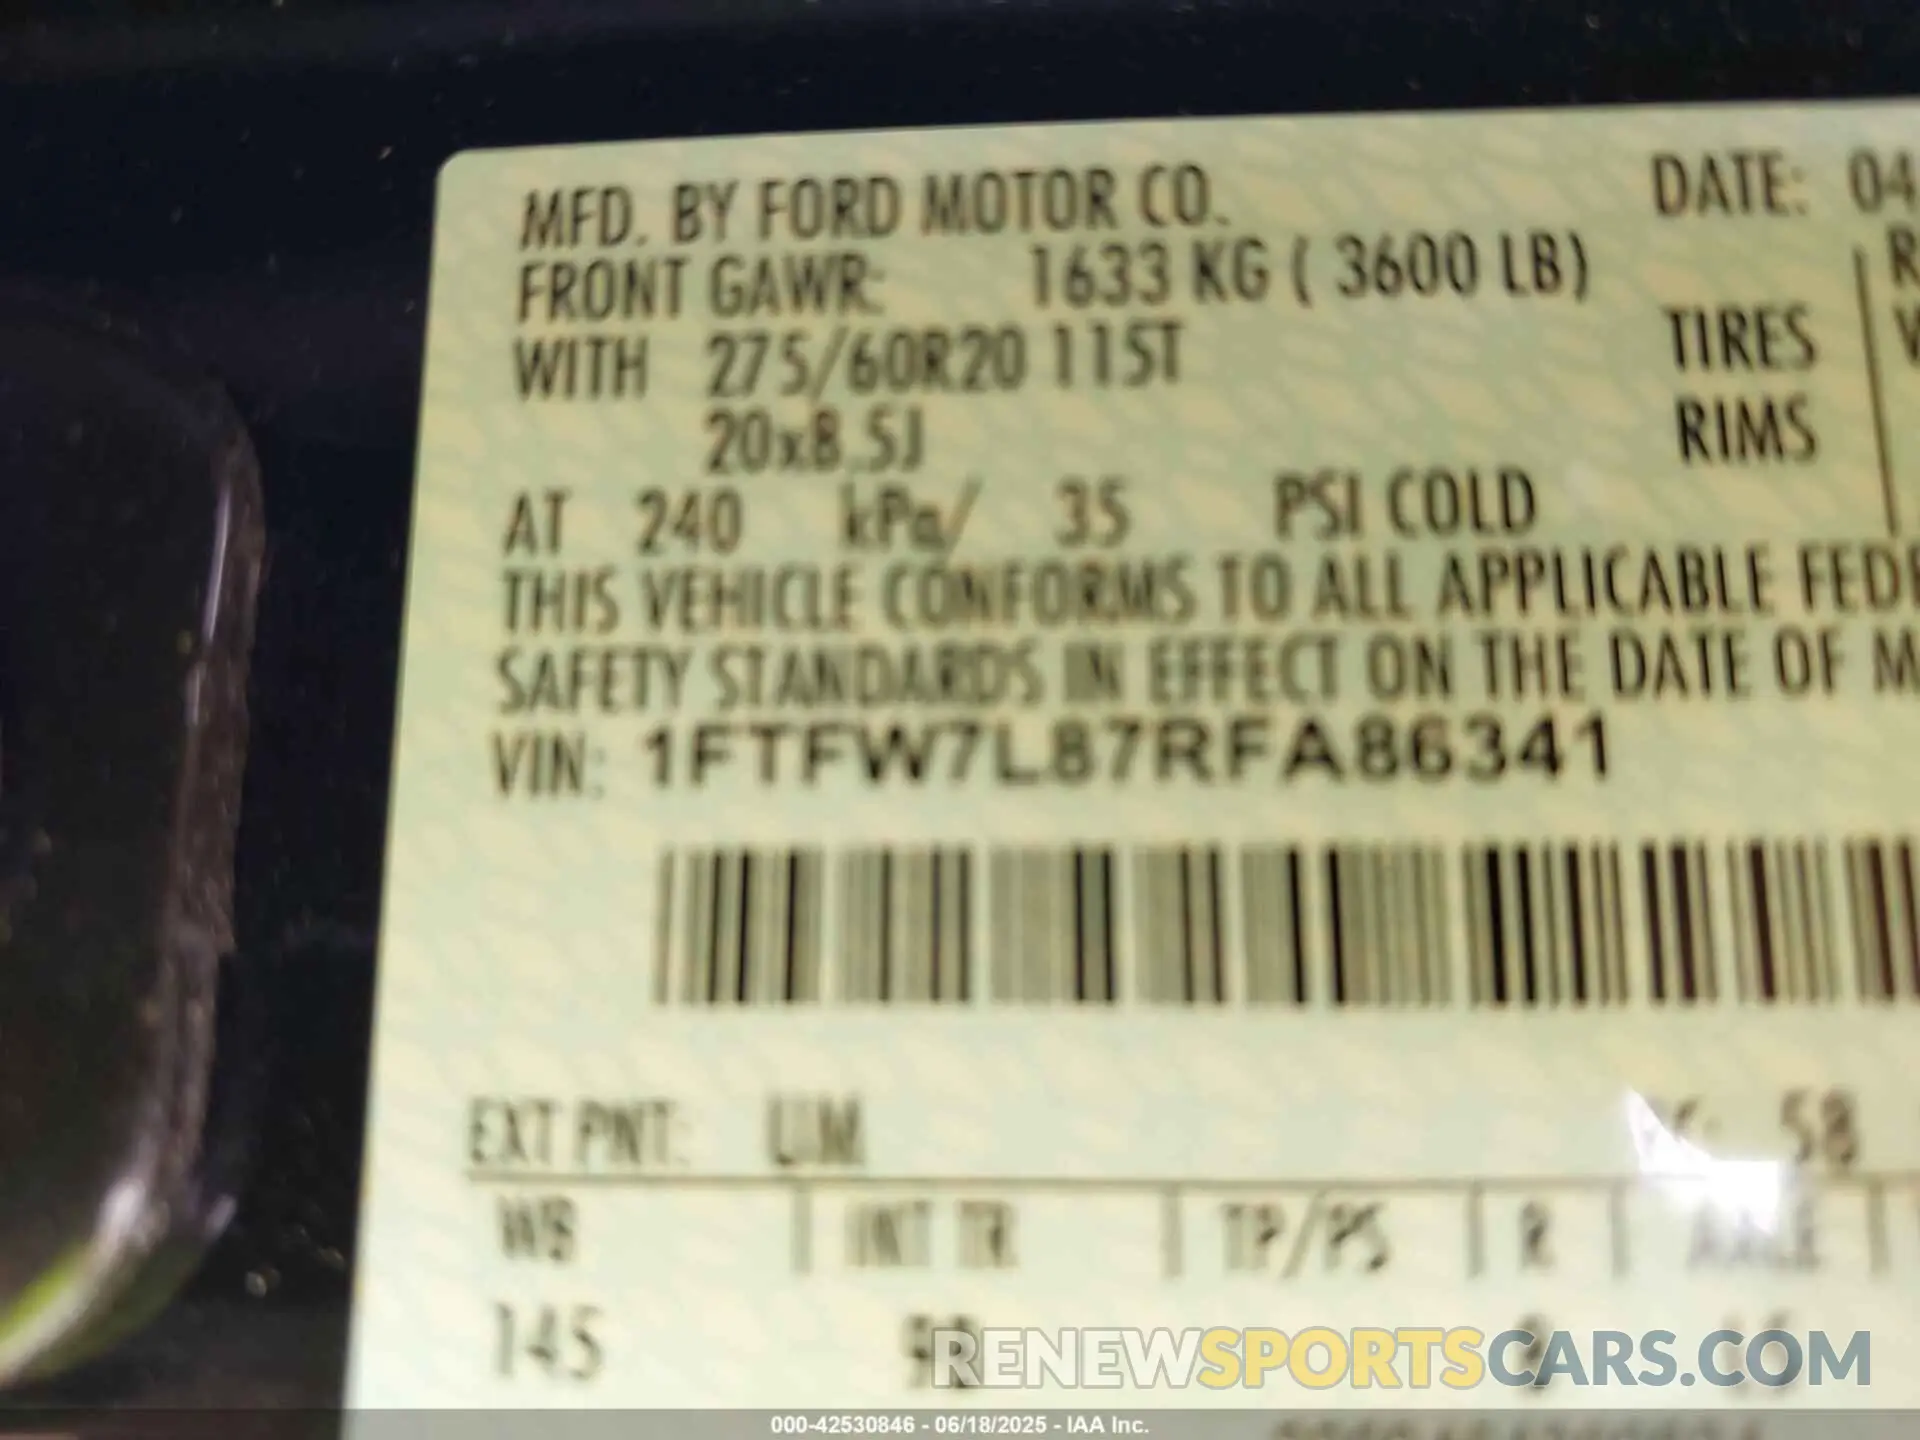 MFD. BY FORD MOTOR CO. DATE: 04
FRONT GAWR: 1633 KG ( 3600 LB)
WITH 275/60R20 115T TIRES
20x8.5J RIMS
AT 240 kPa/ 35 PSI COLD
THIS VEHICLE CONFORMS TO ALL APPLICABLE FEDE
SAFETY STANDARDS IN EFFECT ON THE DATE OF M
VIN: 1FTFW7L87RFA86341
EXT PNT: UM 58
WB INT TR TP/PS R AXLE
145
RENEWSPORTSCARS.COM
000-42530846 - 06/18/2025 - IAA Inc.